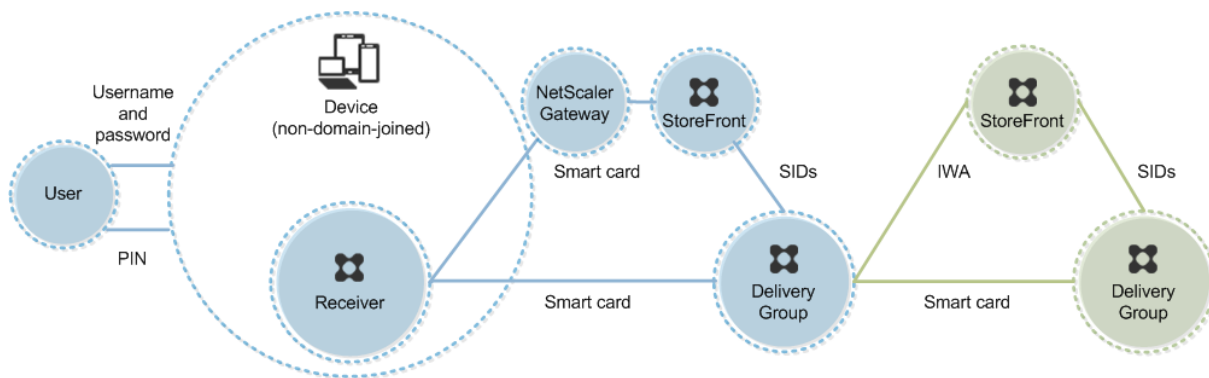 Username
and
password
User
PIN
Device
(non-domain-joined)
Receiver
NetScaler
Gateway
StoreFront
Smart card
SIDs
Smart card
Delivery
Group
IWA
StoreFront
SIDs
Smart card
Delivery
Group